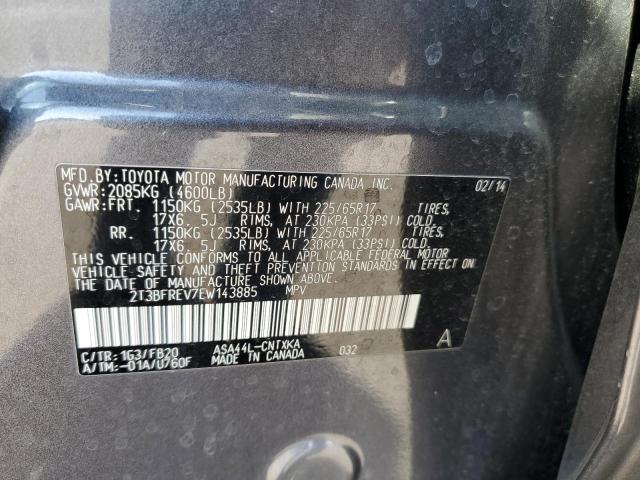 MFD.BY:TOYOTA MOTOR MANUFACTURING CANADA INC. 02/14
GVWR:2085KG (4600LB)
GAWR:FRT. 1150KG (2535LB) WITH 225/65R17 TIRES,
17X6.5J RIMS, AT 230KPA (33PSI) COLD.
RR. 1150KG (2535LB) WITH 225/65R17 TIRES,
17X6.5J RIMS, AT 230KPA (33PSI) COLD.
THIS VEHICLE CONFORMS TO ALL APPLICABLE FEDERAL MOTOR
VEHICLE SAFETY AND THEFT PREVENTION STANDARDS IN EFFECT ON
THE DATE OF MANUFACTURE SHOWN ABOVE.
2T3BFREV7EW143885 MPV
C/TR:1G3/FB20 ASA44L-CNTXKA 032 A
A/TM:-01A/U760F MADE IN CANADA